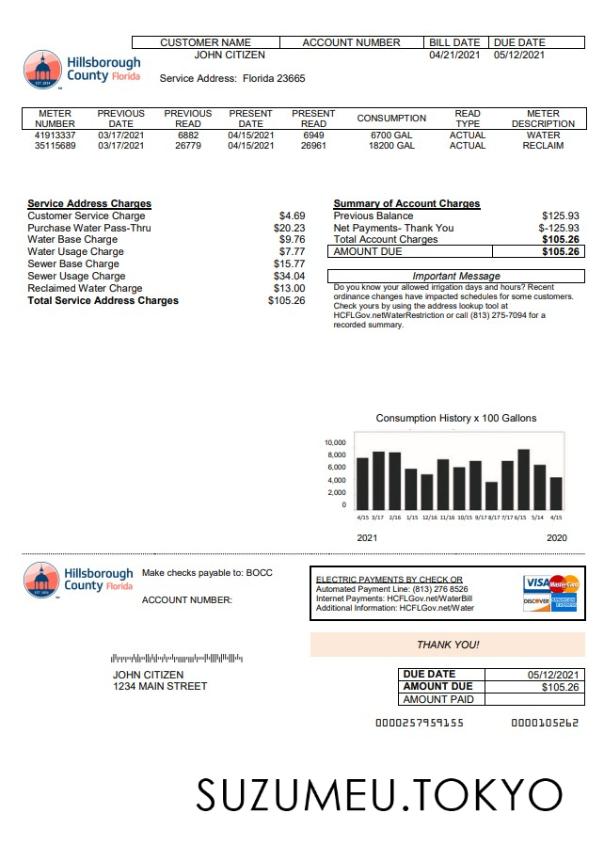 CUSTOMER NAME ACCOUNT NUMBER BILL DATE DUE DATE
JOHN CITIZEN 04/21/2021 05/12/2021
Hillsborough
County Florida
Service Address: Florida 23665
METER NUMBER PREVIOUS DATE PREVIOUS READ PRESENT DATE PRESENT READ CONSUMPTION READ TYPE METER DESCRIPTION
41913337 03/17/2021 6882 04/15/2021 6949 6700 GAL ACTUAL WATER
35115689 03/17/2021 26779 04/15/2021 26961 18200 GAL ACTUAL RECLAIM
Service Address Charges
Customer Service Charge $4.69
Purchase Water Pass-Thru $20.23
Water Base Charge $9.76
Water Usage Charge $7.77
Sewer Base Charge $15.77
Sewer Usage Charge $34.04
Reclaimed Water Charge $13.00
Total Service Address Charges $105.26
Summary of Account Charges
Previous Balance $125.93
Net Payments- Thank You $-125.93
Total Account Charges $105.26
AMOUNT DUE $105.26
Important Message
Do you know your allowed irrigation days and hours? Recent
ordinance changes have impacted schedules for some customers.
Check yours by using the address lookup tool at
HCFLGov.netWaterRestriction or call (813) 275-7094 for a
recorded summary.
Consumption History x 100 Gallons
10,000
8,000
6,000
4,000
2,000
0
4/15 3/17 2/16 1/15 12/16 11/16 10/15 9/17 8/17 7/17 6/15 5/14 4/15
2021 2020
Hillsborough
County Florida
Make checks payable to: BOCC
ACCOUNT NUMBER:
ELECTRIC PAYMENTS BY CHECK OR
Automated Payment Line: (813) 276 8526
Internet Payments: HCFLGov.net/WaterBill
Additional Information: HCFLGov.net/Water
VISA MasterCard
DISCOVER AMERICAN EXPRESS
THANK YOU!
JOHN CITIZEN
1234 MAIN STREET
DUE DATE 05/12/2021
AMOUNT DUE $105.26
AMOUNT PAID
0000257959155 0000105262
SUZUMEU.TOKYO